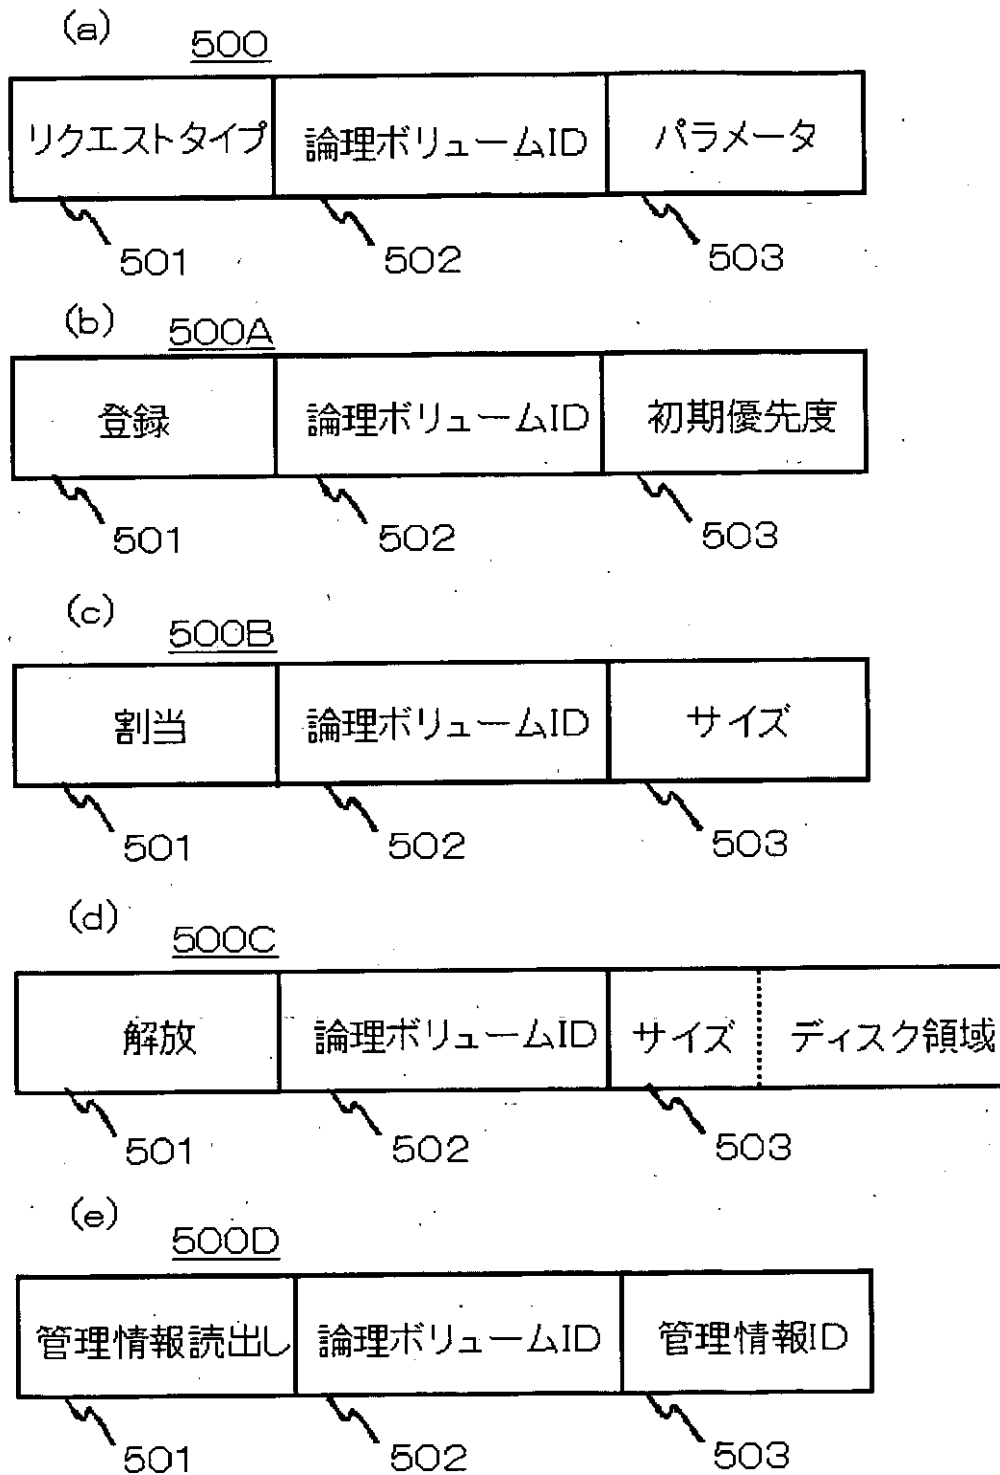 (a)
500
リクエストタイプ 論理ボリュームID パラメータ
501 502 503
(b)
500A
登録 論理ボリュームID 初期優先度
501 502 503
(c)
500B
割当 論理ボリュームID サイズ
501 502 503
(d)
500C
解放 論理ボリュームID サイズ ディスク領域
501 502 503
(e)
500D
管理情報読出し 論理ボリュームID 管理情報ID
501 502 503